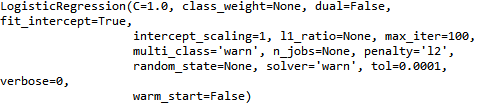 LogisticRegression(C=1.0, class_weight=None, dual=False,
fit_intercept=True,
intercept_scaling=1, l1_ratio=None, max_iter=100,
multi_class='warn', n_jobs=None, penalty='l2',
random_state=None, solver='warn', tol=0.0001,
verbose=0,
warm_start=False)